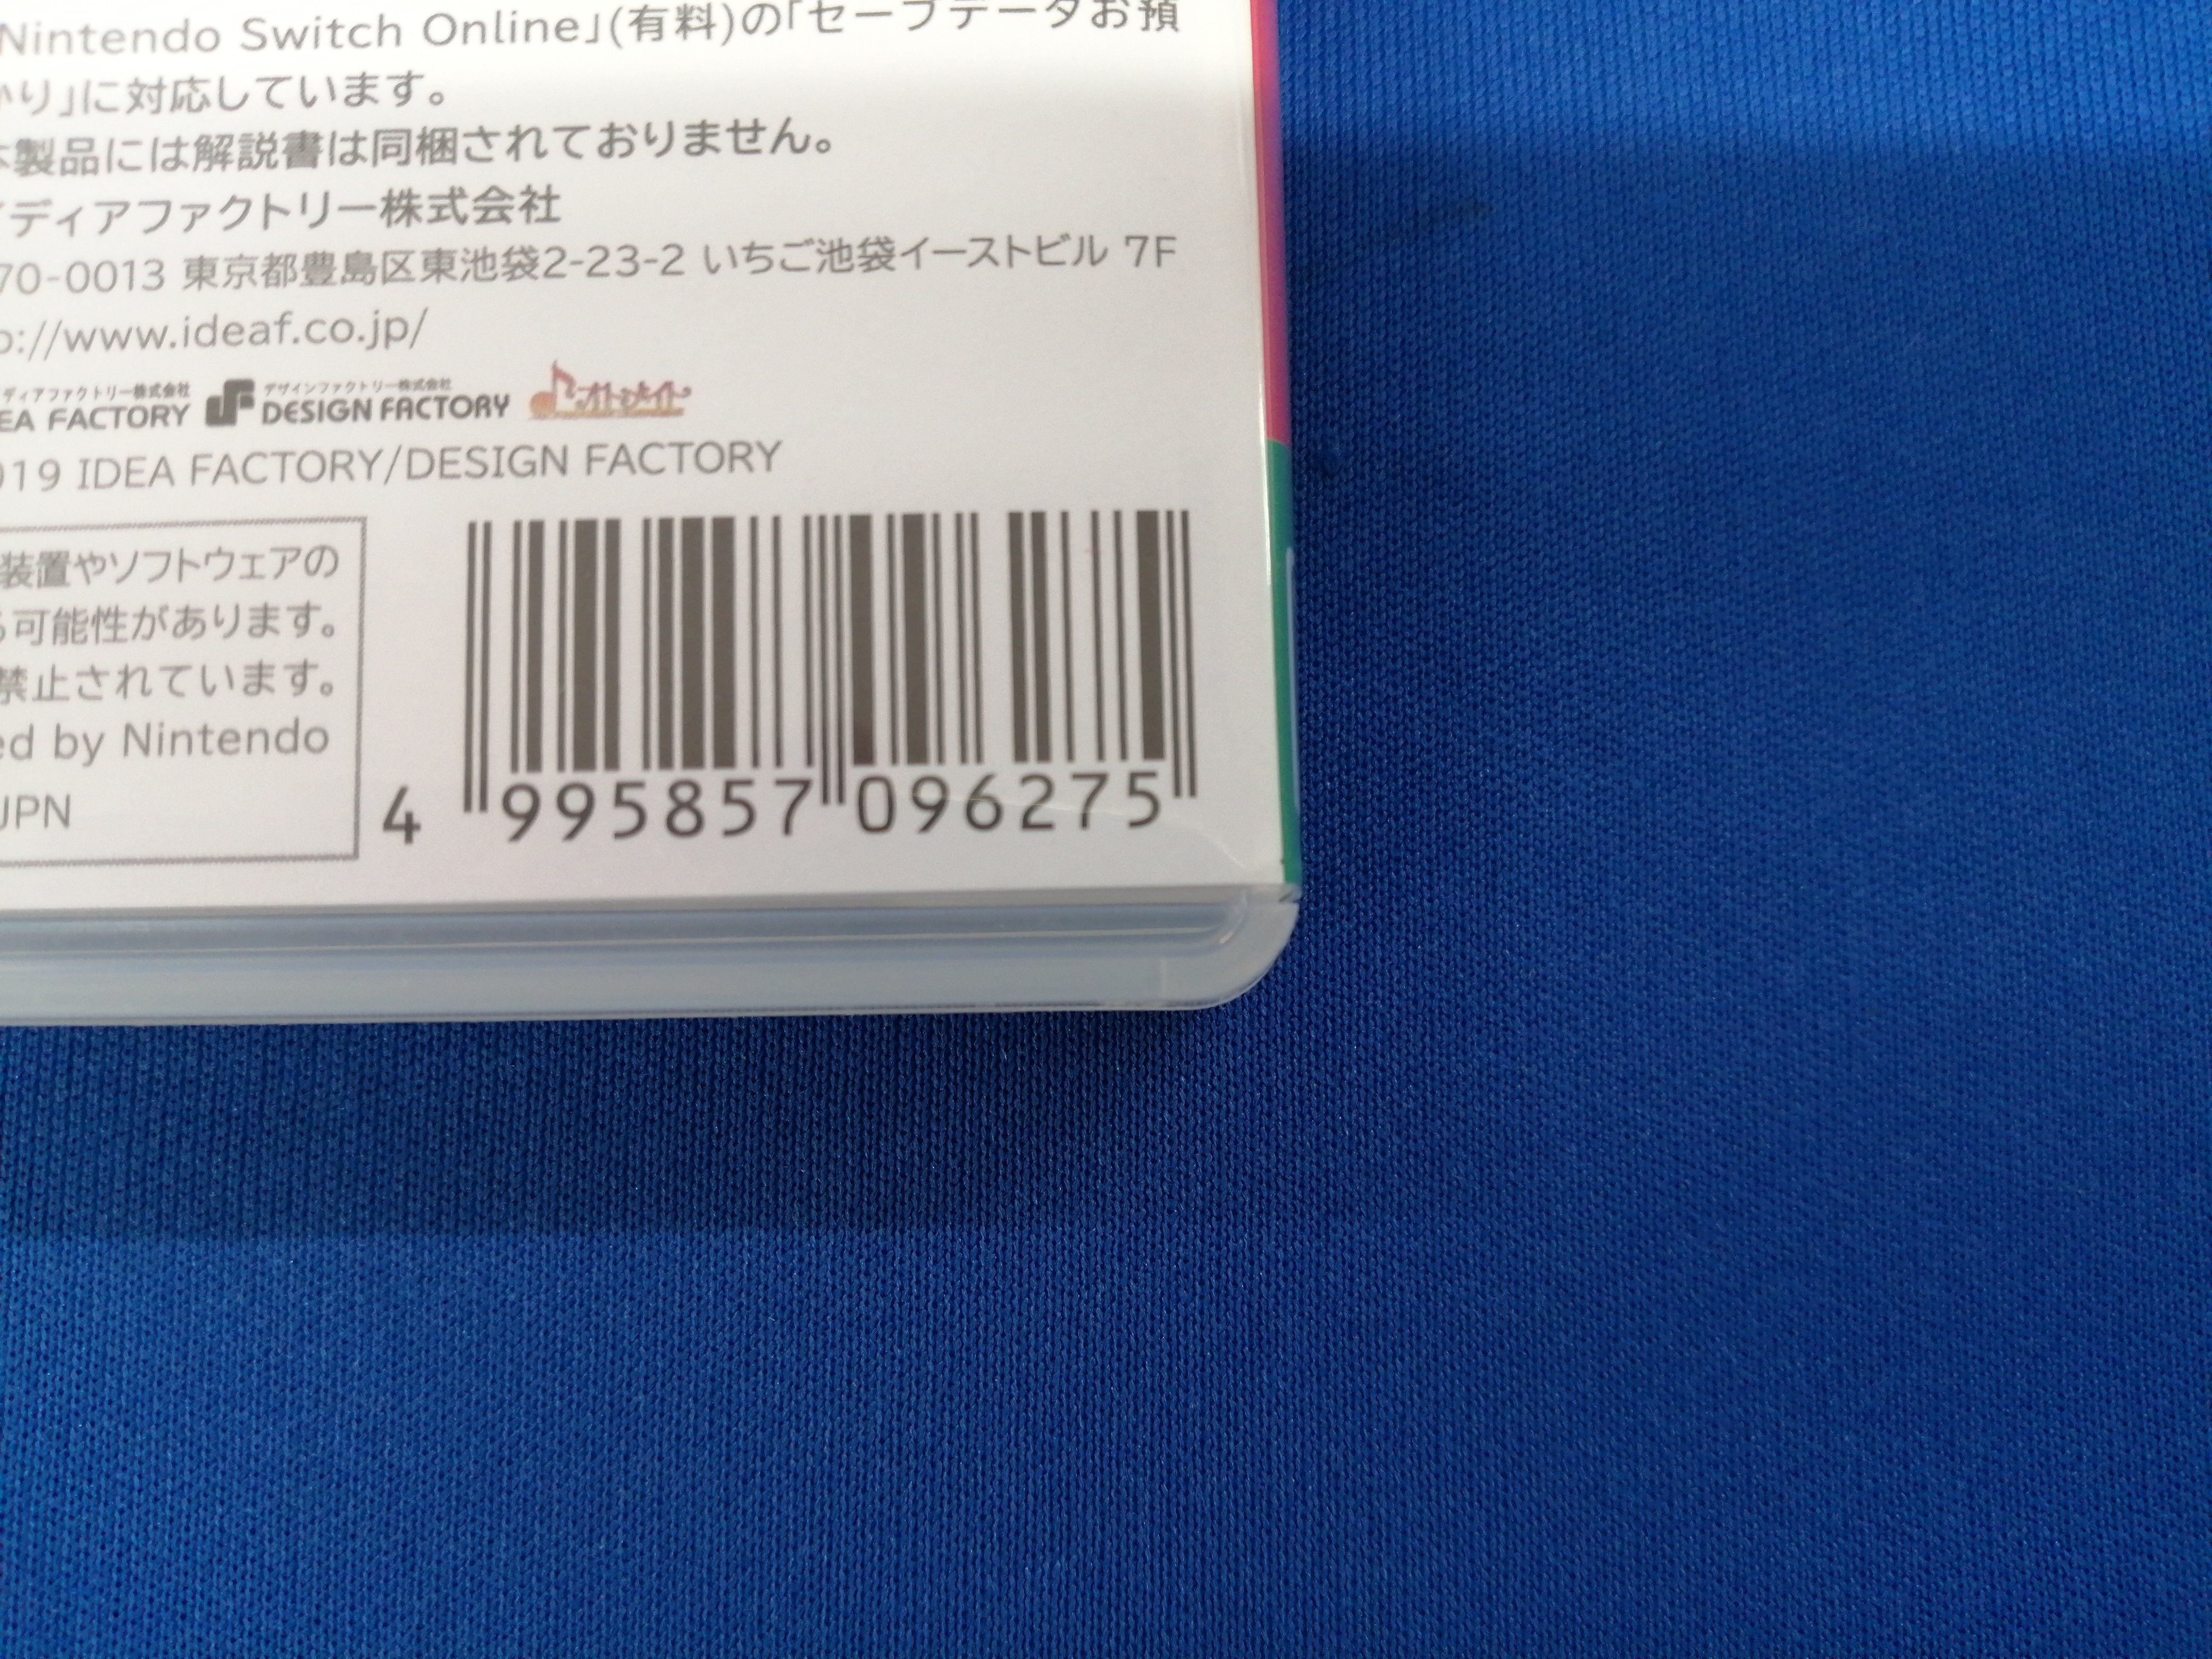 Nintendo Switch Online」(有料)の「セーブデータお預
かり」に対応しています。
本製品には解説書は同梱されておりません。
イディアファクトリー株式会社
70-0013 東京都豊島区東池袋2-23-2 いちご池袋イーストビル 7F
p://www.ideaf.co.jp/
ディアファクトリー株式会社
EA FACTORY
デザインファクトリー株式会社
DESIGN FACTORY
オトメイト
019 IDEA FACTORY/DESIGN FACTORY
装置やソフトウェアの
る可能性があります。
禁止されています。
ed by Nintendo
JPN
4 995857 096275